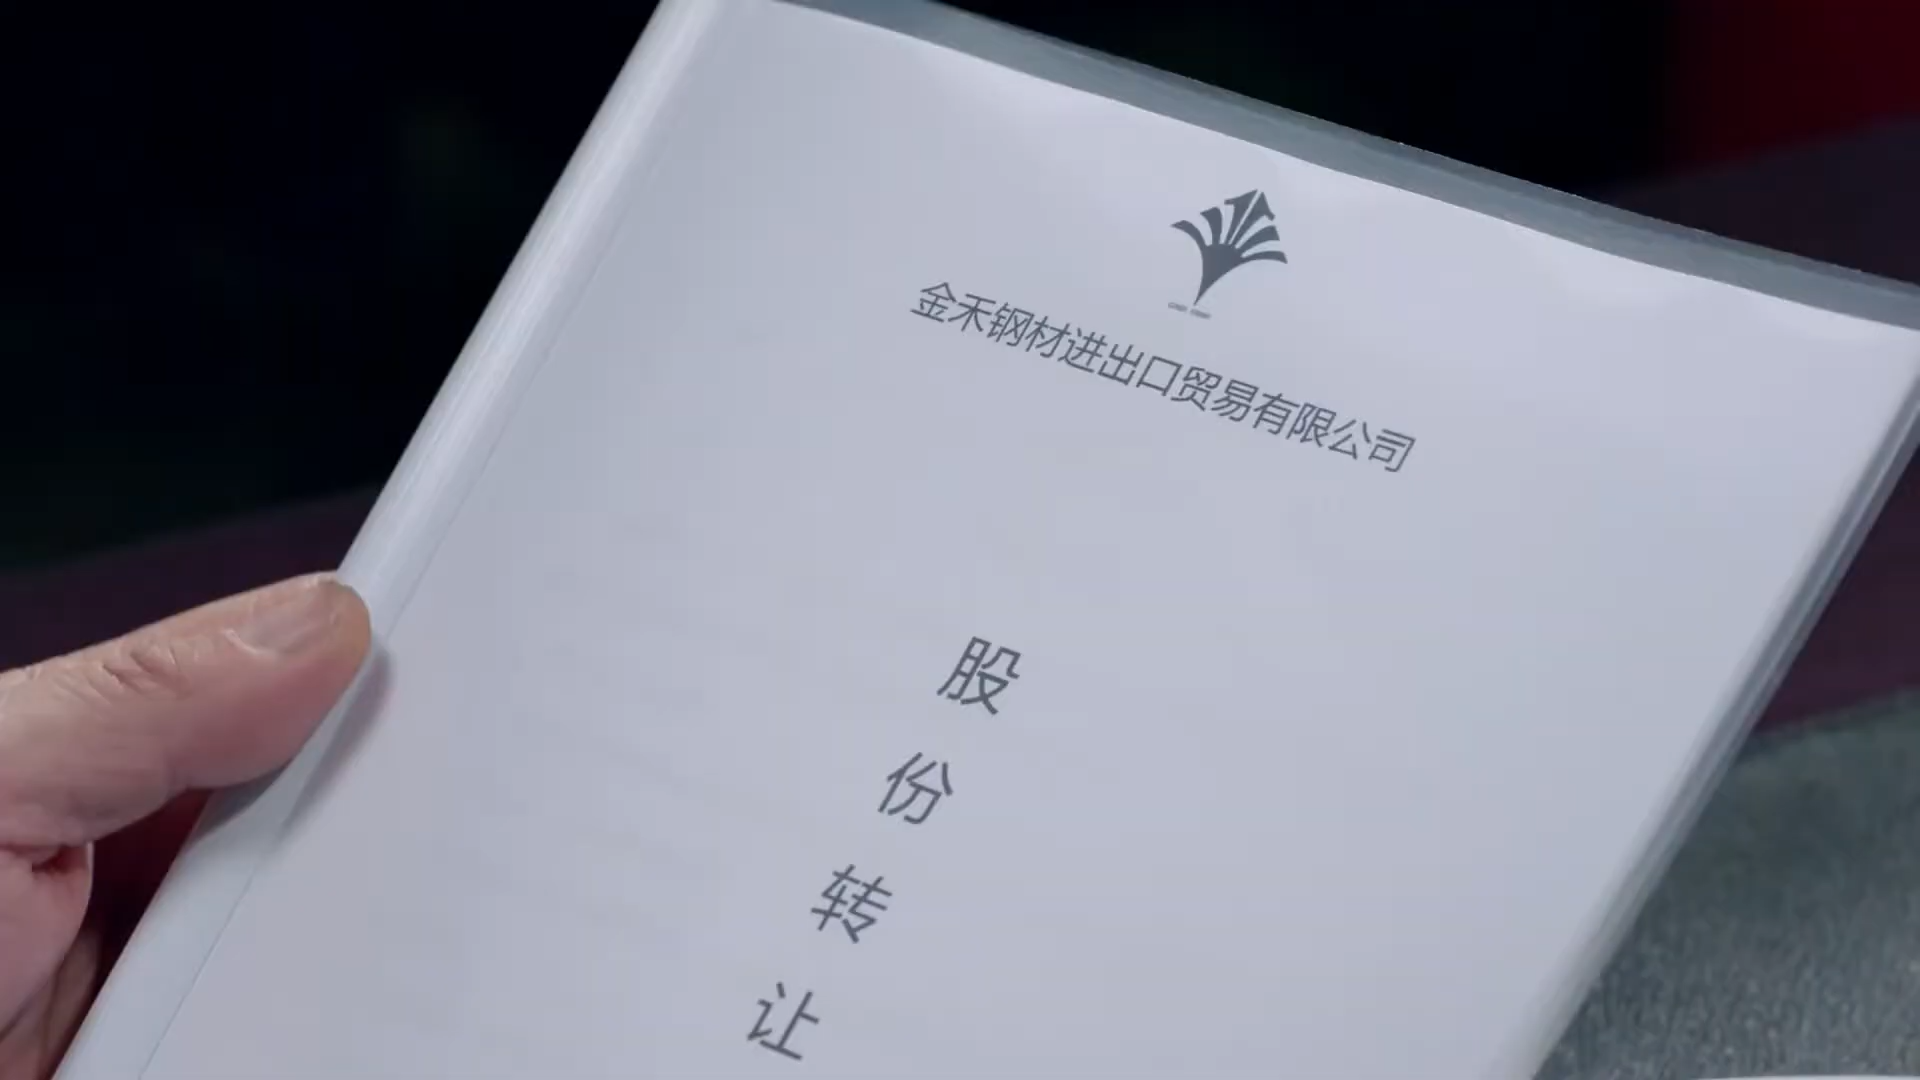 金禾钢材进出口贸易有限公司
股
份
转
让